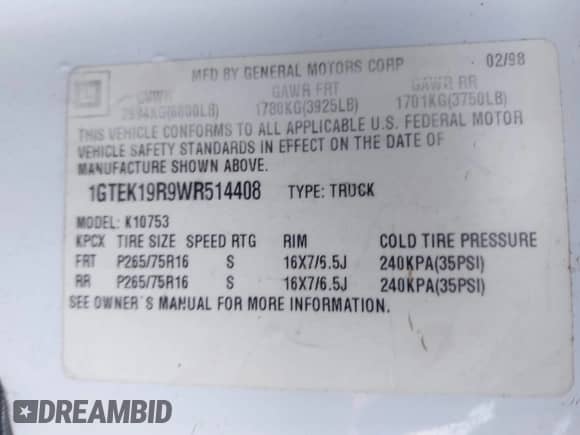 MFD BY GENERAL MOTORS CORP 02/98
GM
GVWR GAWR FRT GAWR RR
2994KG(6600LB) 1780KG(3925LB) 1701KG(3750LB)
THIS VEHICLE CONFORMS TO ALL APPLICABLE U.S. FEDERAL MOTOR
VEHICLE SAFETY STANDARDS IN EFFECT ON THE DATE OF
MANUFACTURE SHOWN ABOVE.
1GTEK19R9WR514408 TYPE: TRUCK
MODEL: K10753
KPCX TIRE SIZE SPEED RTG RIM COLD TIRE PRESSURE
FRT P265/75R16 S 16X7/6.5J 240KPA(35PSI)
RR P265/75R16 S 16X7/6.5J 240KPA(35PSI)
SEE OWNER'S MANUAL FOR MORE INFORMATION.
DREAMBID